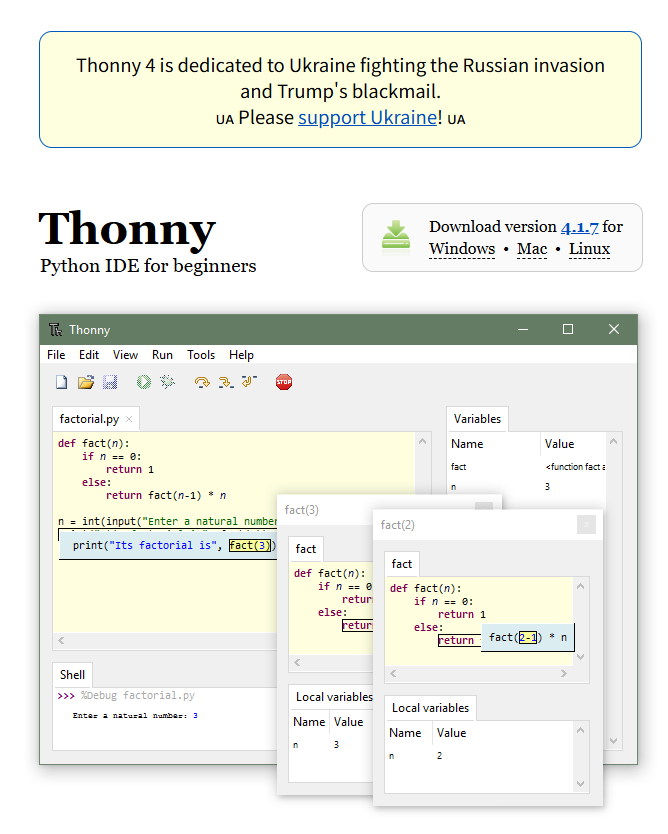 Thonny 4 is dedicated to Ukraine fighting the Russian invasion
and Trump's blackmail.
UA Please support Ukraine! UA
Thonny
Python IDE for beginners
Download version 4.1.7 for
Windows • Mac • Linux
Thonny
File Edit View Run Tools Help
STOP
factorial.py
def fact(n):
    if n == 0:
        return 1
    else:
        return fact(n-1) * n
n = int(input("Enter a natural number
print("Its factorial is", fact(3))
Shell
>>> %Debug factorial.py
Enter a natural number: 3
Variables
Name Value
fact <function fact a
n 3
fact(3)
fact
def fact(n):
    if n == 0
        retur
    else:
        retur
Local variables
Name Value
n 3
fact(2)
fact
def fact(n):
    if n == 0:
        return 1
    else:
        return fact(2-1) * n
Local variables
Name Value
n 2